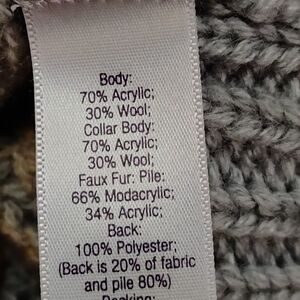 Body:
70% Acrylic;
30% Wool;
Collar Body:
70% Acrylic;
30% Wool;
Faux Fur: Pile:
66% Modacrylic;
34% Acrylic;
Back:
100% Polyester;
(Back is 20% of fabric
and pile 80%)